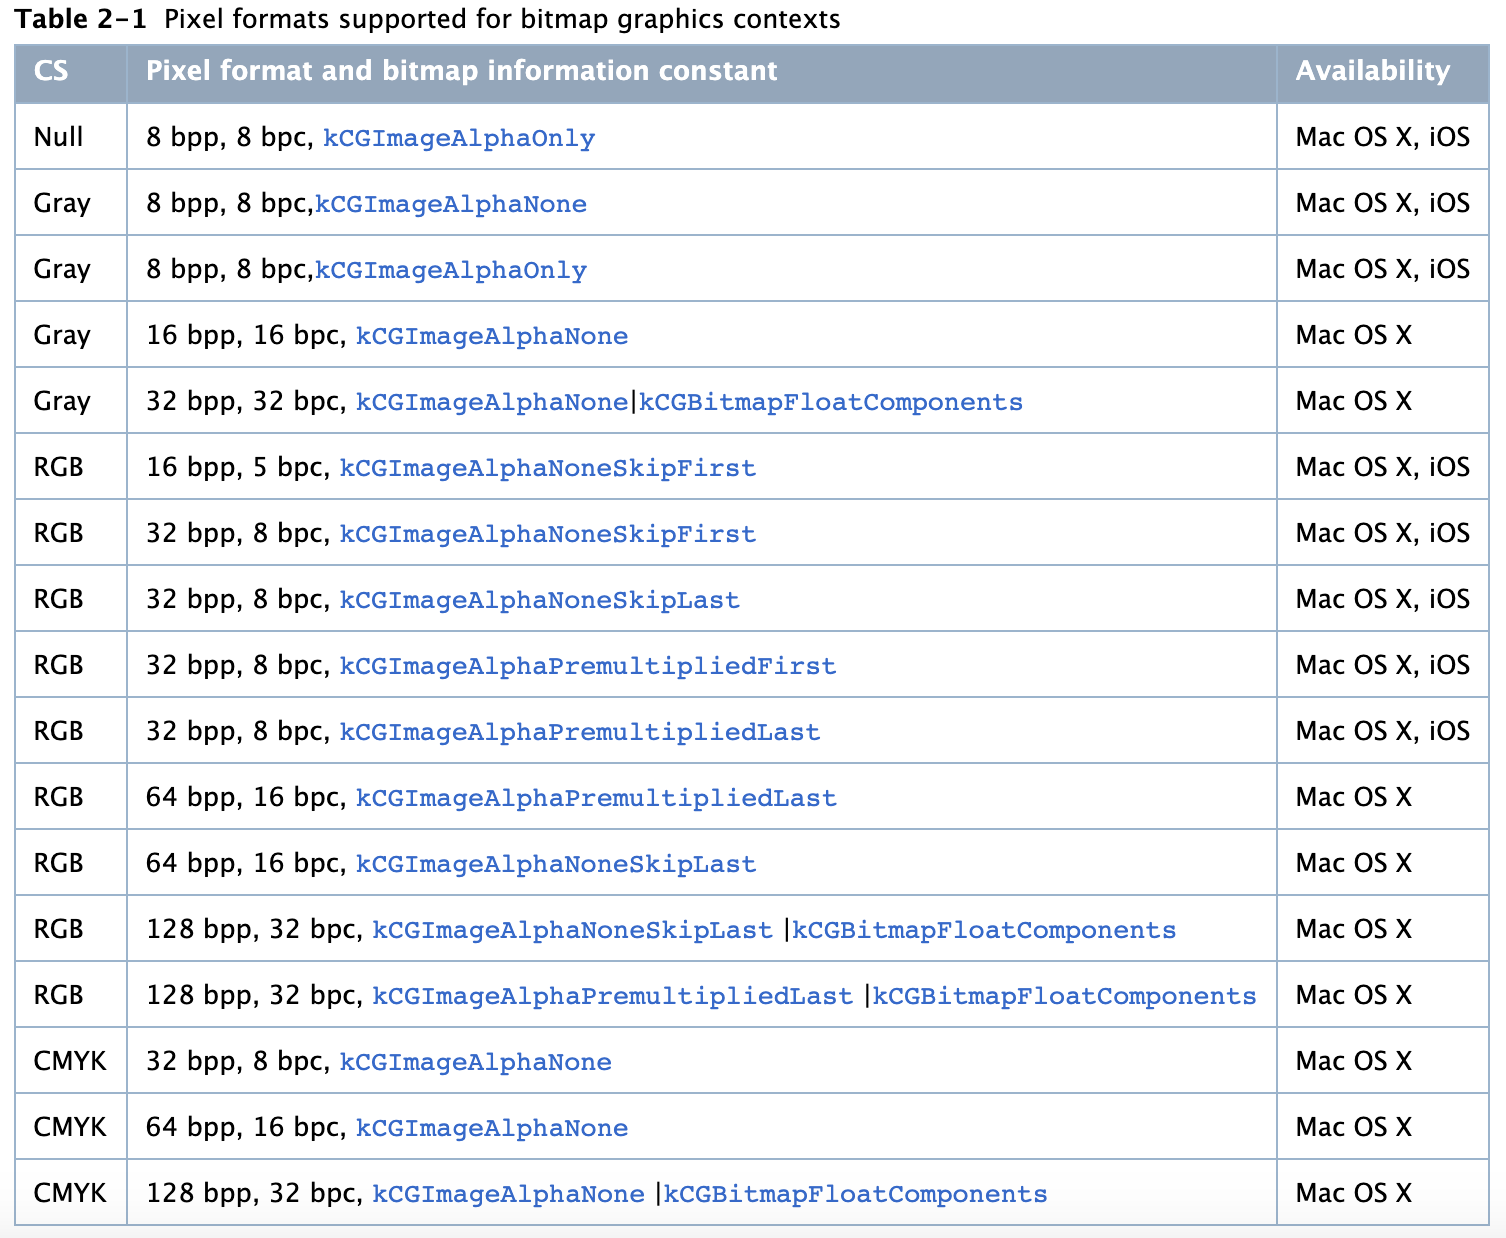 Table 2-1 Pixel formats supported for bitmap graphics contexts
CS Pixel format and bitmap information constant Availability
Null 8 bpp, 8 bpc, kCGImageAlphaOnly Mac OS X, iOS
Gray 8 bpp, 8 bpc,kCGImageAlphaNone Mac OS X, iOS
Gray 8 bpp, 8 bpc,kCGImageAlphaOnly Mac OS X, iOS
Gray 16 bpp, 16 bpc, kCGImageAlphaNone Mac OS X
Gray 32 bpp, 32 bpc, kCGImageAlphaNone|kCGBitmapFloatComponents Mac OS X
RGB 16 bpp, 5 bpc, kCGImageAlphaNoneSkipFirst Mac OS X, iOS
RGB 32 bpp, 8 bpc, kCGImageAlphaNoneSkipFirst Mac OS X, iOS
RGB 32 bpp, 8 bpc, kCGImageAlphaNoneSkipLast Mac OS X, iOS
RGB 32 bpp, 8 bpc, kCGImageAlphaPremultipliedFirst Mac OS X, iOS
RGB 32 bpp, 8 bpc, kCGImageAlphaPremultipliedLast Mac OS X, iOS
RGB 64 bpp, 16 bpc, kCGImageAlphaPremultipliedLast Mac OS X
RGB 64 bpp, 16 bpc, kCGImageAlphaNoneSkipLast Mac OS X
RGB 128 bpp, 32 bpc, kCGImageAlphaNoneSkipLast |kCGBitmapFloatComponents Mac OS X
RGB 128 bpp, 32 bpc, kCGImageAlphaPremultipliedLast |kCGBitmapFloatComponents Mac OS X
CMYK 32 bpp, 8 bpc, kCGImageAlphaNone Mac OS X
CMYK 64 bpp, 16 bpc, kCGImageAlphaNone Mac OS X
CMYK 128 bpp, 32 bpc, kCGImageAlphaNone |kCGBitmapFloatComponents Mac OS X